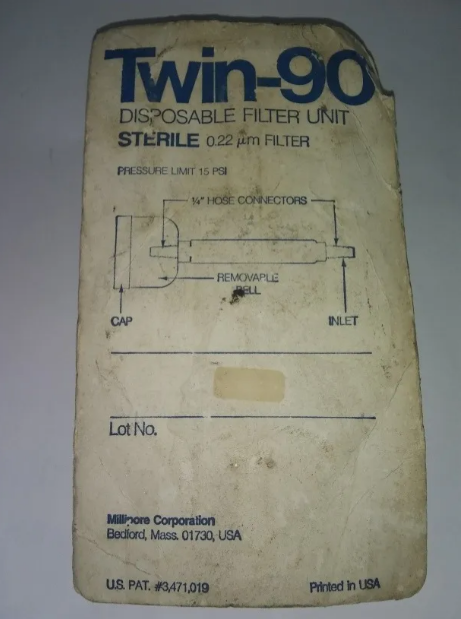 Twin-90
DISPOSABLE FILTER UNIT
STERILE 0.22 μm FILTER
PRESSURE LIMIT 15 PSI
¼" HOSE CONNECTORS
REMOVABLE
BELL
CAP
INLET
Lot No.
Millipore Corporation
Bedford, Mass. 01730, USA
U.S. PAT. #3,471,019
Printed in USA